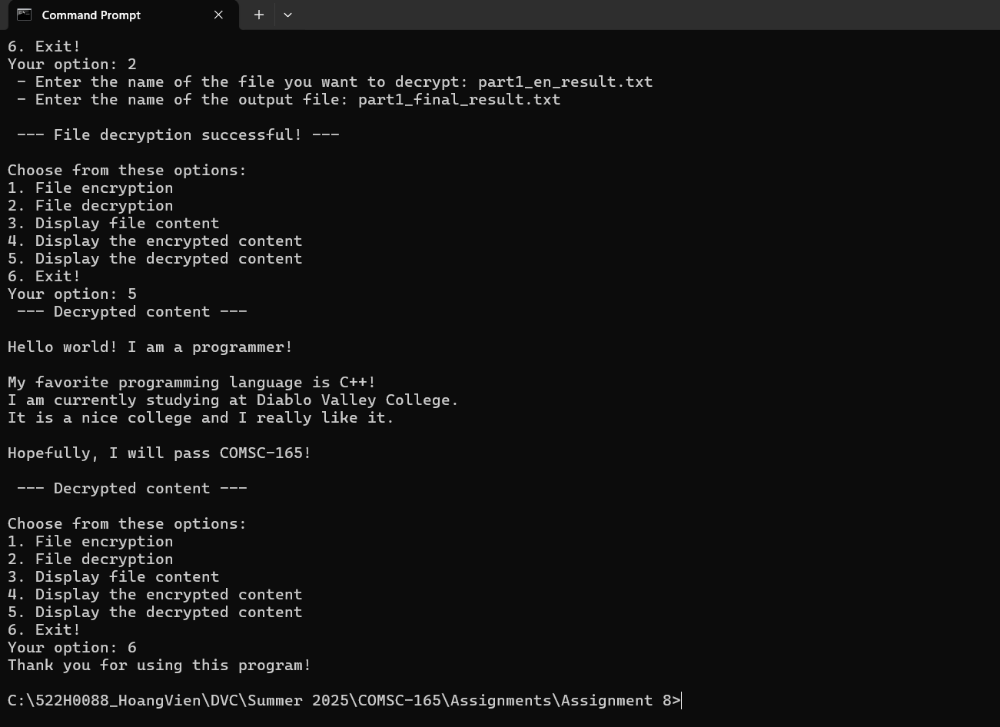 Command Prompt
6. Exit!
Your option: 2
 - Enter the name of the file you want to decrypt: part1_en_result.txt
 - Enter the name of the output file: part1_final_result.txt

 --- File decryption successful! ---

Choose from these options:
1. File encryption
2. File decryption
3. Display file content
4. Display the encrypted content
5. Display the decrypted content
6. Exit!
Your option: 5
 --- Decrypted content ---

Hello world! I am a programmer!

My favorite programming language is C++!
I am currently studying at Diablo Valley College.
It is a nice college and I really like it.

Hopefully, I will pass COMSC-165!

 --- Decrypted content ---

Choose from these options:
1. File encryption
2. File decryption
3. Display file content
4. Display the encrypted content
5. Display the decrypted content
6. Exit!
Your option: 6
Thank you for using this program!

C:\522H0088_HoangVien\DVC\Summer 2025\COMSC-165\Assignments\Assignment 8>